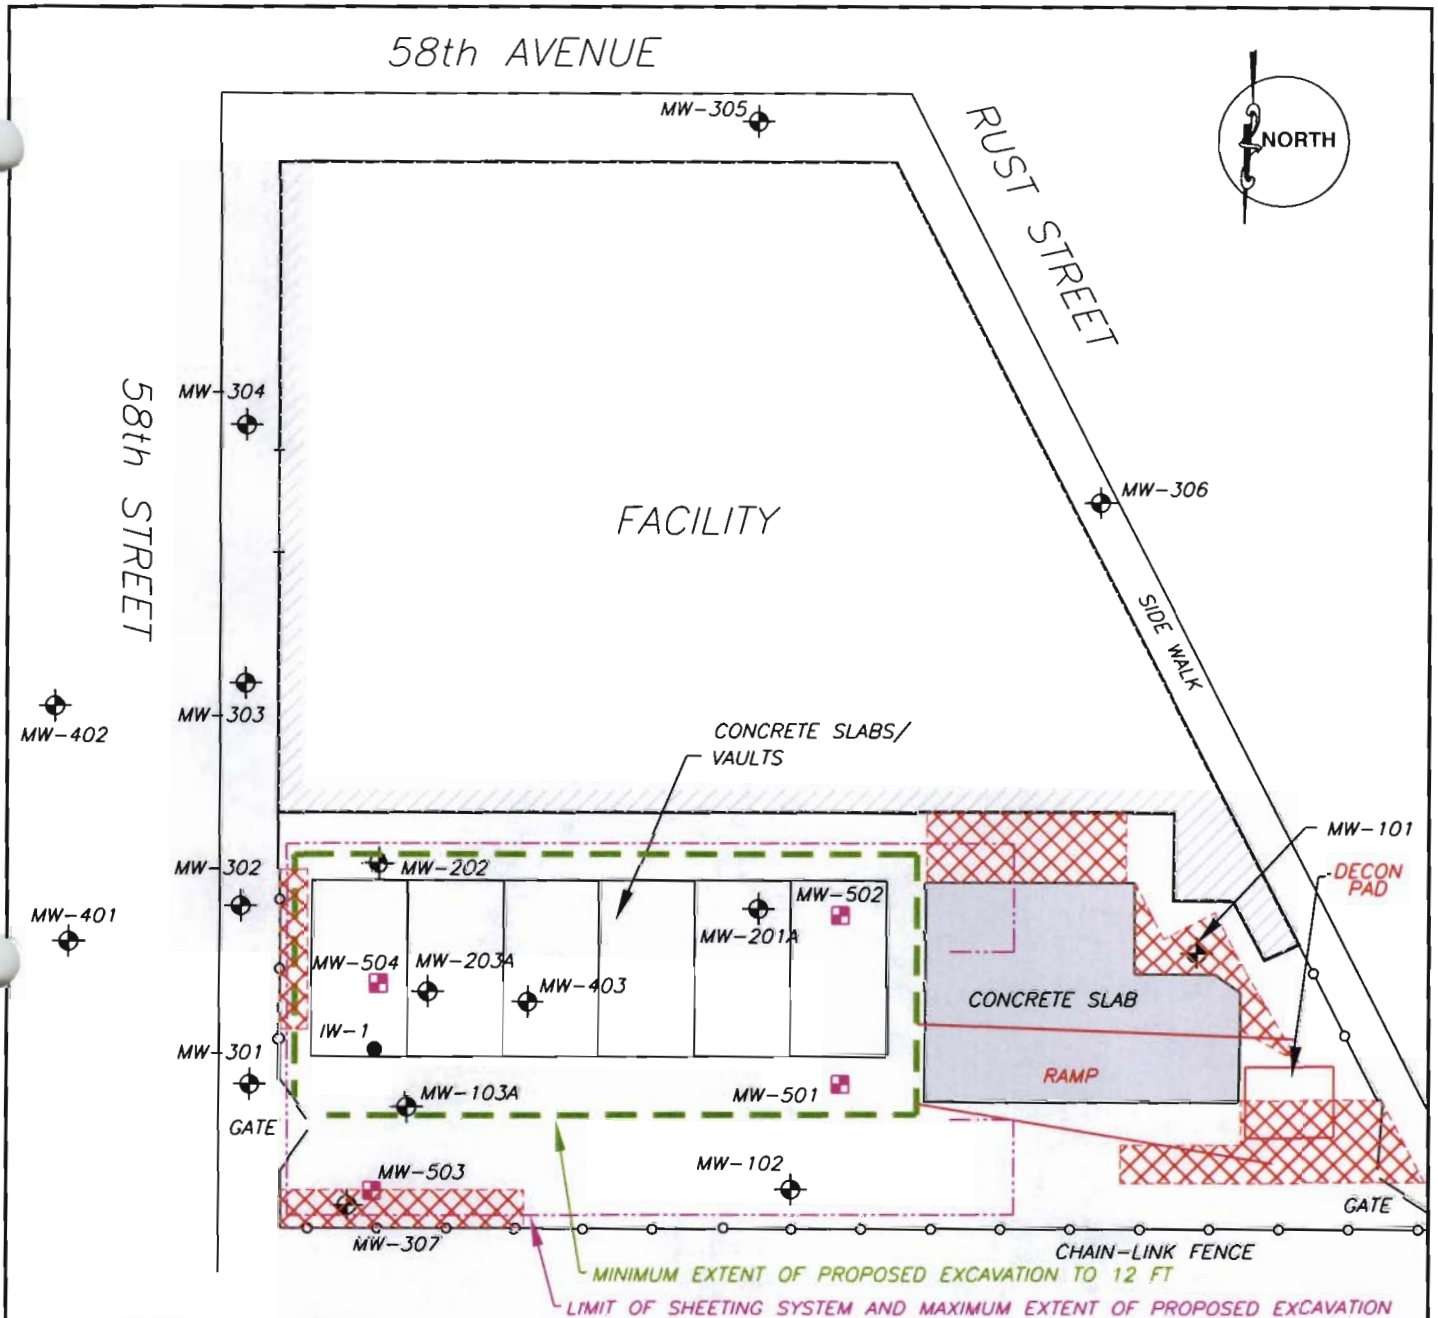 58th AVENUE
MW-305
RUST STREET
NORTH
MW-304
58th STREET
FACILITY
MW-306
SIDE WALK
MW-303
MW-402
CONCRETE SLABS/
VAULTS
MW-101
DECON
PAD
MW-302
MW-202
MW-401
MW-502
MW-201A
MW-504
MW-203A
MW-403
CONCRETE SLAB
IW-1
MW-301
RAMP
MW-103A
MW-501
GATE
MW-503
MW-102
GATE
MW-307
CHAIN-LINK FENCE
MINIMUM EXTENT OF PROPOSED EXCAVATION TO 12 FT
LIMIT OF SHEETING SYSTEM AND MAXIMUM EXTENT OF PROPOSED EXCAVATION